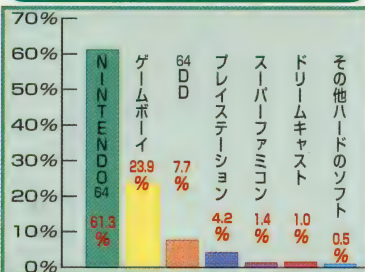 70%
60%
50%
40%
30%
20%
10%
0%
NINTENDO64
61.3%
ゲームボーイ
23.9%
64DD
7.7%
プレイステーション
4.2%
スーパーファミコン
1.4%
ドリームキャスト
1.0%
その他ハードのソフト
0.5%